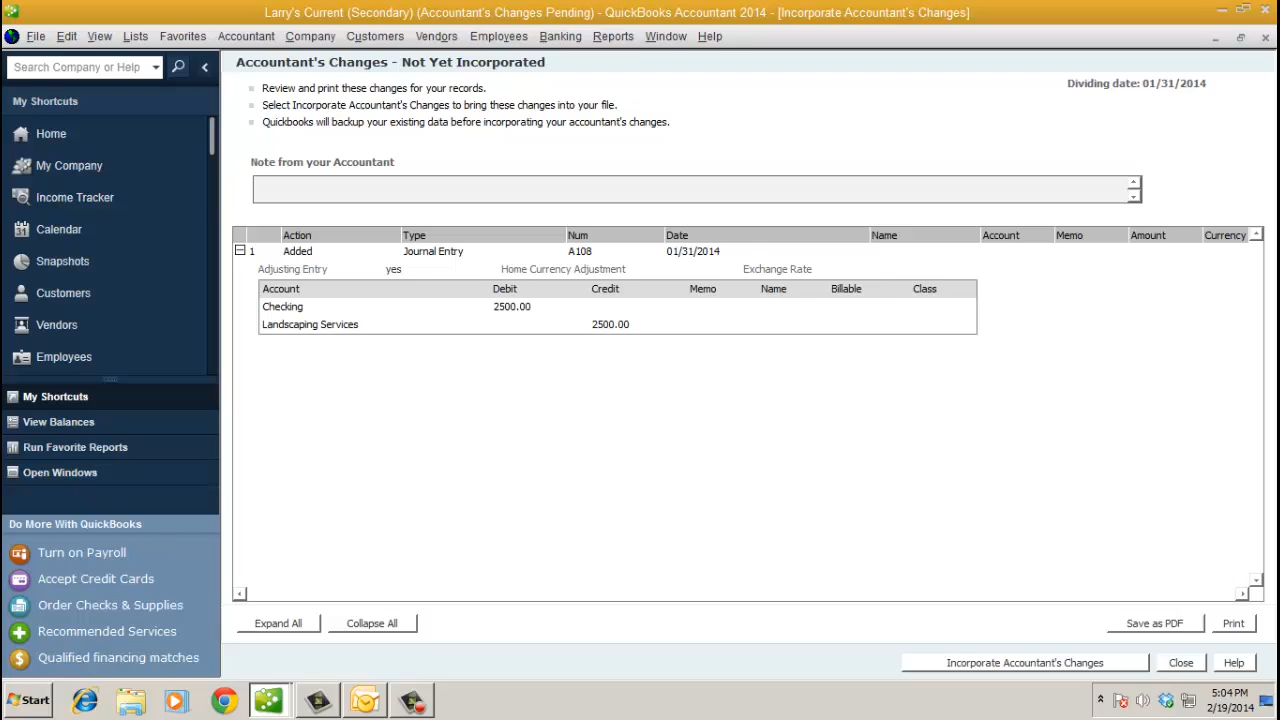 Larry's Current (Secondary) (Accountant's Changes Pending) - QuickBooks Accountant 2014 - [Incorporate Accountant's Changes]
File Edit View Lists Favorites Accountant Company Customers Vendors Employees Banking Reports Window Help
Search Company or Help
My Shortcuts
Home
My Company
Income Tracker
Calendar
Snapshots
Customers
Vendors
Employees
My Shortcuts
View Balances
Run Favorite Reports
Open Windows
Do More With QuickBooks
Turn on Payroll
Accept Credit Cards
Order Checks & Supplies
Recommended Services
Qualified financing matches
Accountant's Changes - Not Yet Incorporated
Dividing date: 01/31/2014
Review and print these changes for your records.
Select Incorporate Accountant's Changes to bring these changes into your file.
Quickbooks will backup your existing data before incorporating your accountant's changes.
Note from your Accountant
Action Type Num Date Name Account Memo Amount Currency
1 Added Journal Entry A108 01/31/2014
Adjusting Entry yes Home Currency Adjustment Exchange Rate
Account Debit Credit Memo Name Billable Class
Checking 2500.00
Landscaping Services 2500.00
Expand All Collapse All Save as PDF Print
Incorporate Accountant's Changes Close Help
Start
5:04 PM
2/19/2014